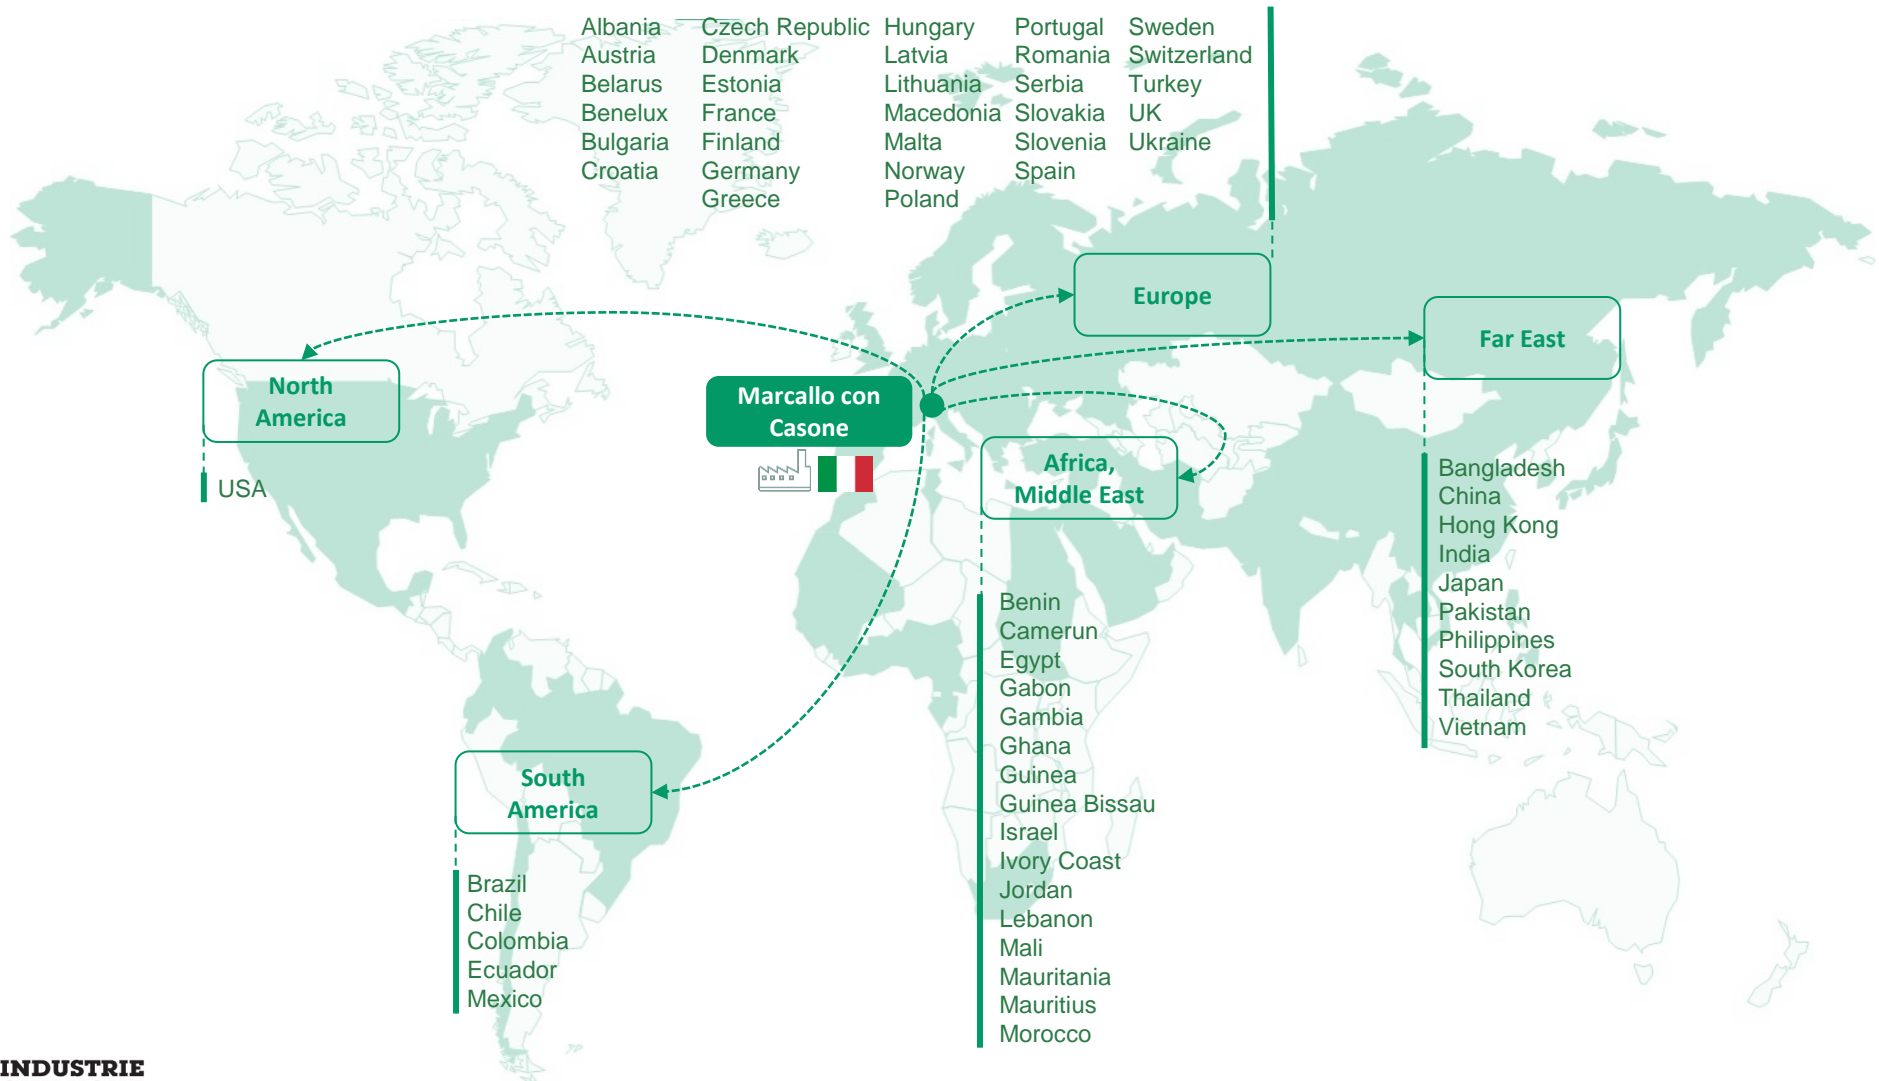 Albania
Austria
Belarus
Benelux
Bulgaria
Croatia
Czech Republic
Denmark
Estonia
France
Finland
Germany
Greece
Hungary
Latvia
Lithuania
Macedonia
Malta
Norway
Poland
Portugal
Romania
Serbia
Slovakia
Slovenia
Spain
Sweden
Switzerland
Turkey
UK
Ukraine
Europe
Far East
Bangladesh
China
Hong Kong
India
Japan
Pakistan
Philippines
South Korea
Thailand
Vietnam
North
America
USA
Marcallo con
Casone
Africa,
Middle East
Benin
Camerun
Egypt
Gabon
Gambia
Ghana
Guinea
Guinea Bissau
Israel
Ivory Coast
Jordan
Lebanon
Mali
Mauritania
Mauritius
Morocco
South
America
Brazil
Chile
Colombia
Ecuador
Mexico
INDUSTRIE